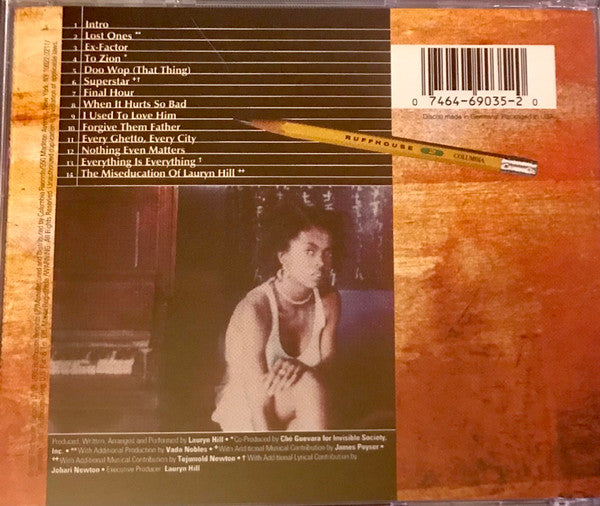 1 Intro
2 Lost Ones **
3 Ex-Factor
4 To Zion *
5 Doo Wop (That Thing)
6 Superstar *†
7 Final Hour
8 When It Hurts So Bad
9 I Used To Love Him
10 Forgive Them Father
11 Every Ghetto, Every City
12 Nothing Even Matters
13 Everything Is Everything †
14 The Miseducation Of Lauryn Hill **
0 7464-69035-2 0
Disc(s) made in Germany. Packaged in USA
RUFFHOUSE COLUMBIA
Produced, Written, Arranged and Performed by Lauryn Hill • *Co-Produced by Ché Guevara for Invisible Society,
Inc. • **With Additional Production by Vada Nobles • *With Additional Musical Contribution by James Poyser •
With Additional Musical Contribution by Tejumold Newton • † With Additional Lyrical Contribution by
Johari Newton • Executive Producer: Lauryn Hill